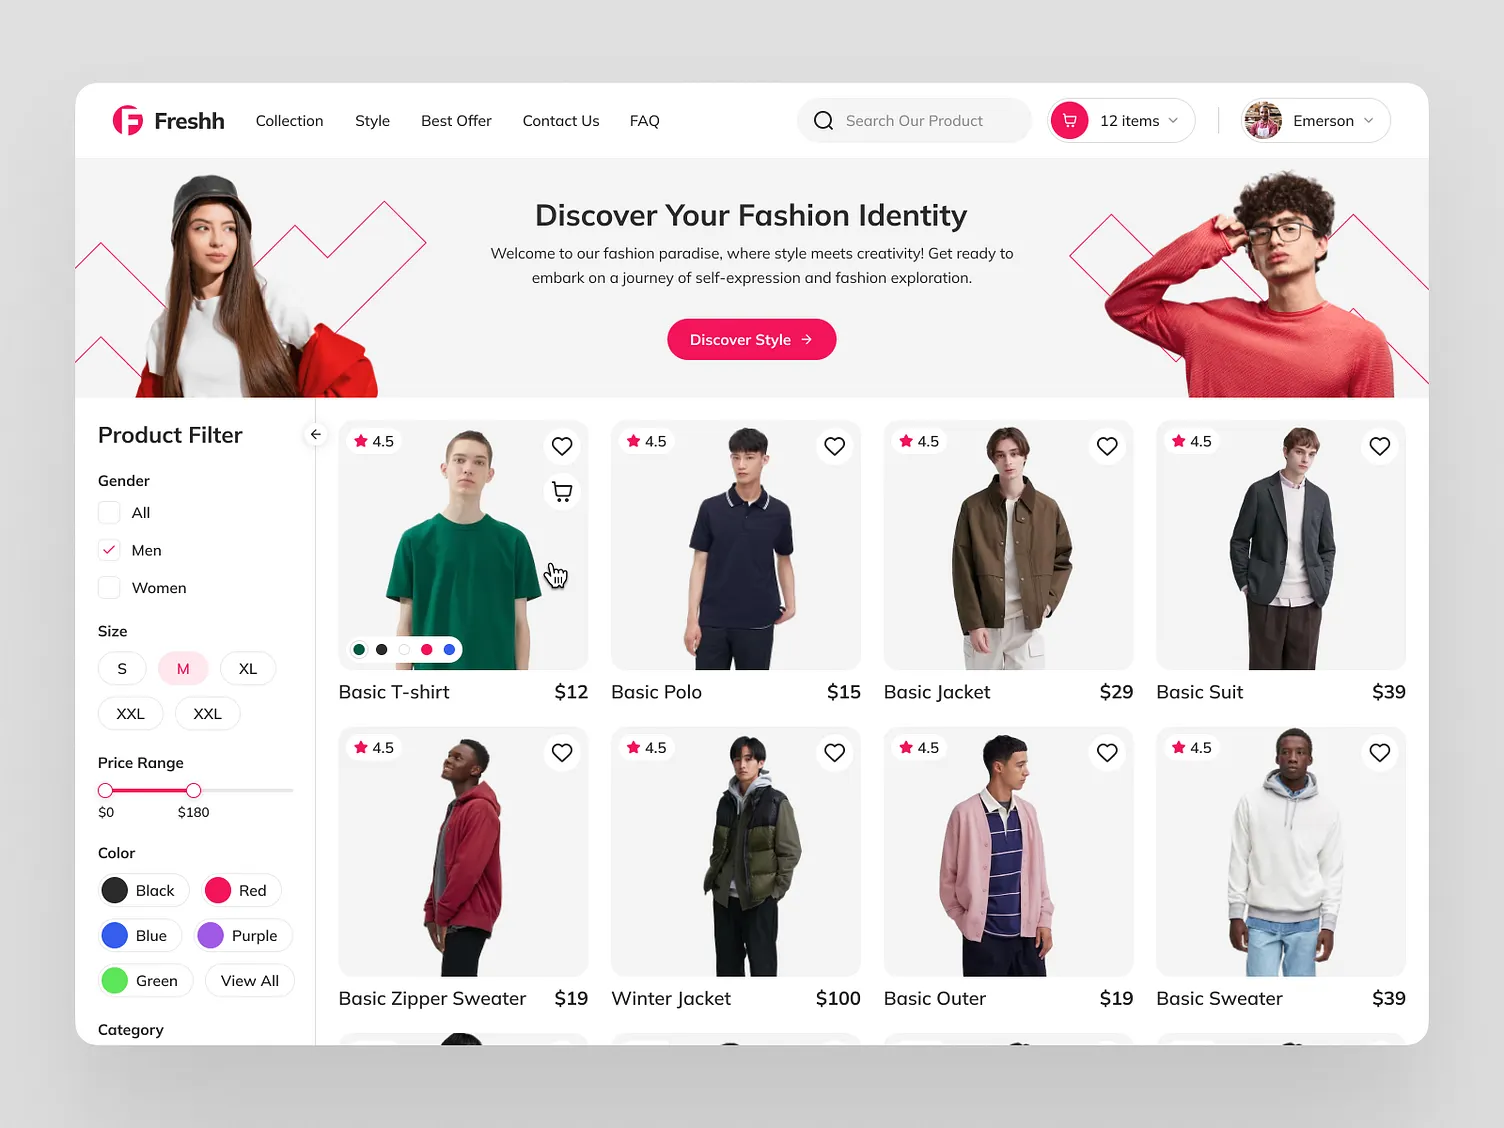 Freshh
Collection
Style
Best Offer
Contact Us
FAQ
Search Our Product
12 items
Emerson
Discover Your Fashion Identity
Welcome to our fashion paradise, where style meets creativity! Get ready to
embark on a journey of self-expression and fashion exploration.
Discover Style
Product Filter
Gender
All
Men
Women
Size
S
M
XL
XXL
XXL
Price Range
$0
$180
Color
Black
Red
Blue
Purple
Green
View All
Category
4.5
Basic T-shirt
$12
4.5
Basic Polo
$15
4.5
Basic Jacket
$29
4.5
Basic Suit
$39
4.5
Basic Zipper Sweater
$19
4.5
Winter Jacket
$100
4.5
Basic Outer
$19
4.5
Basic Sweater
$39